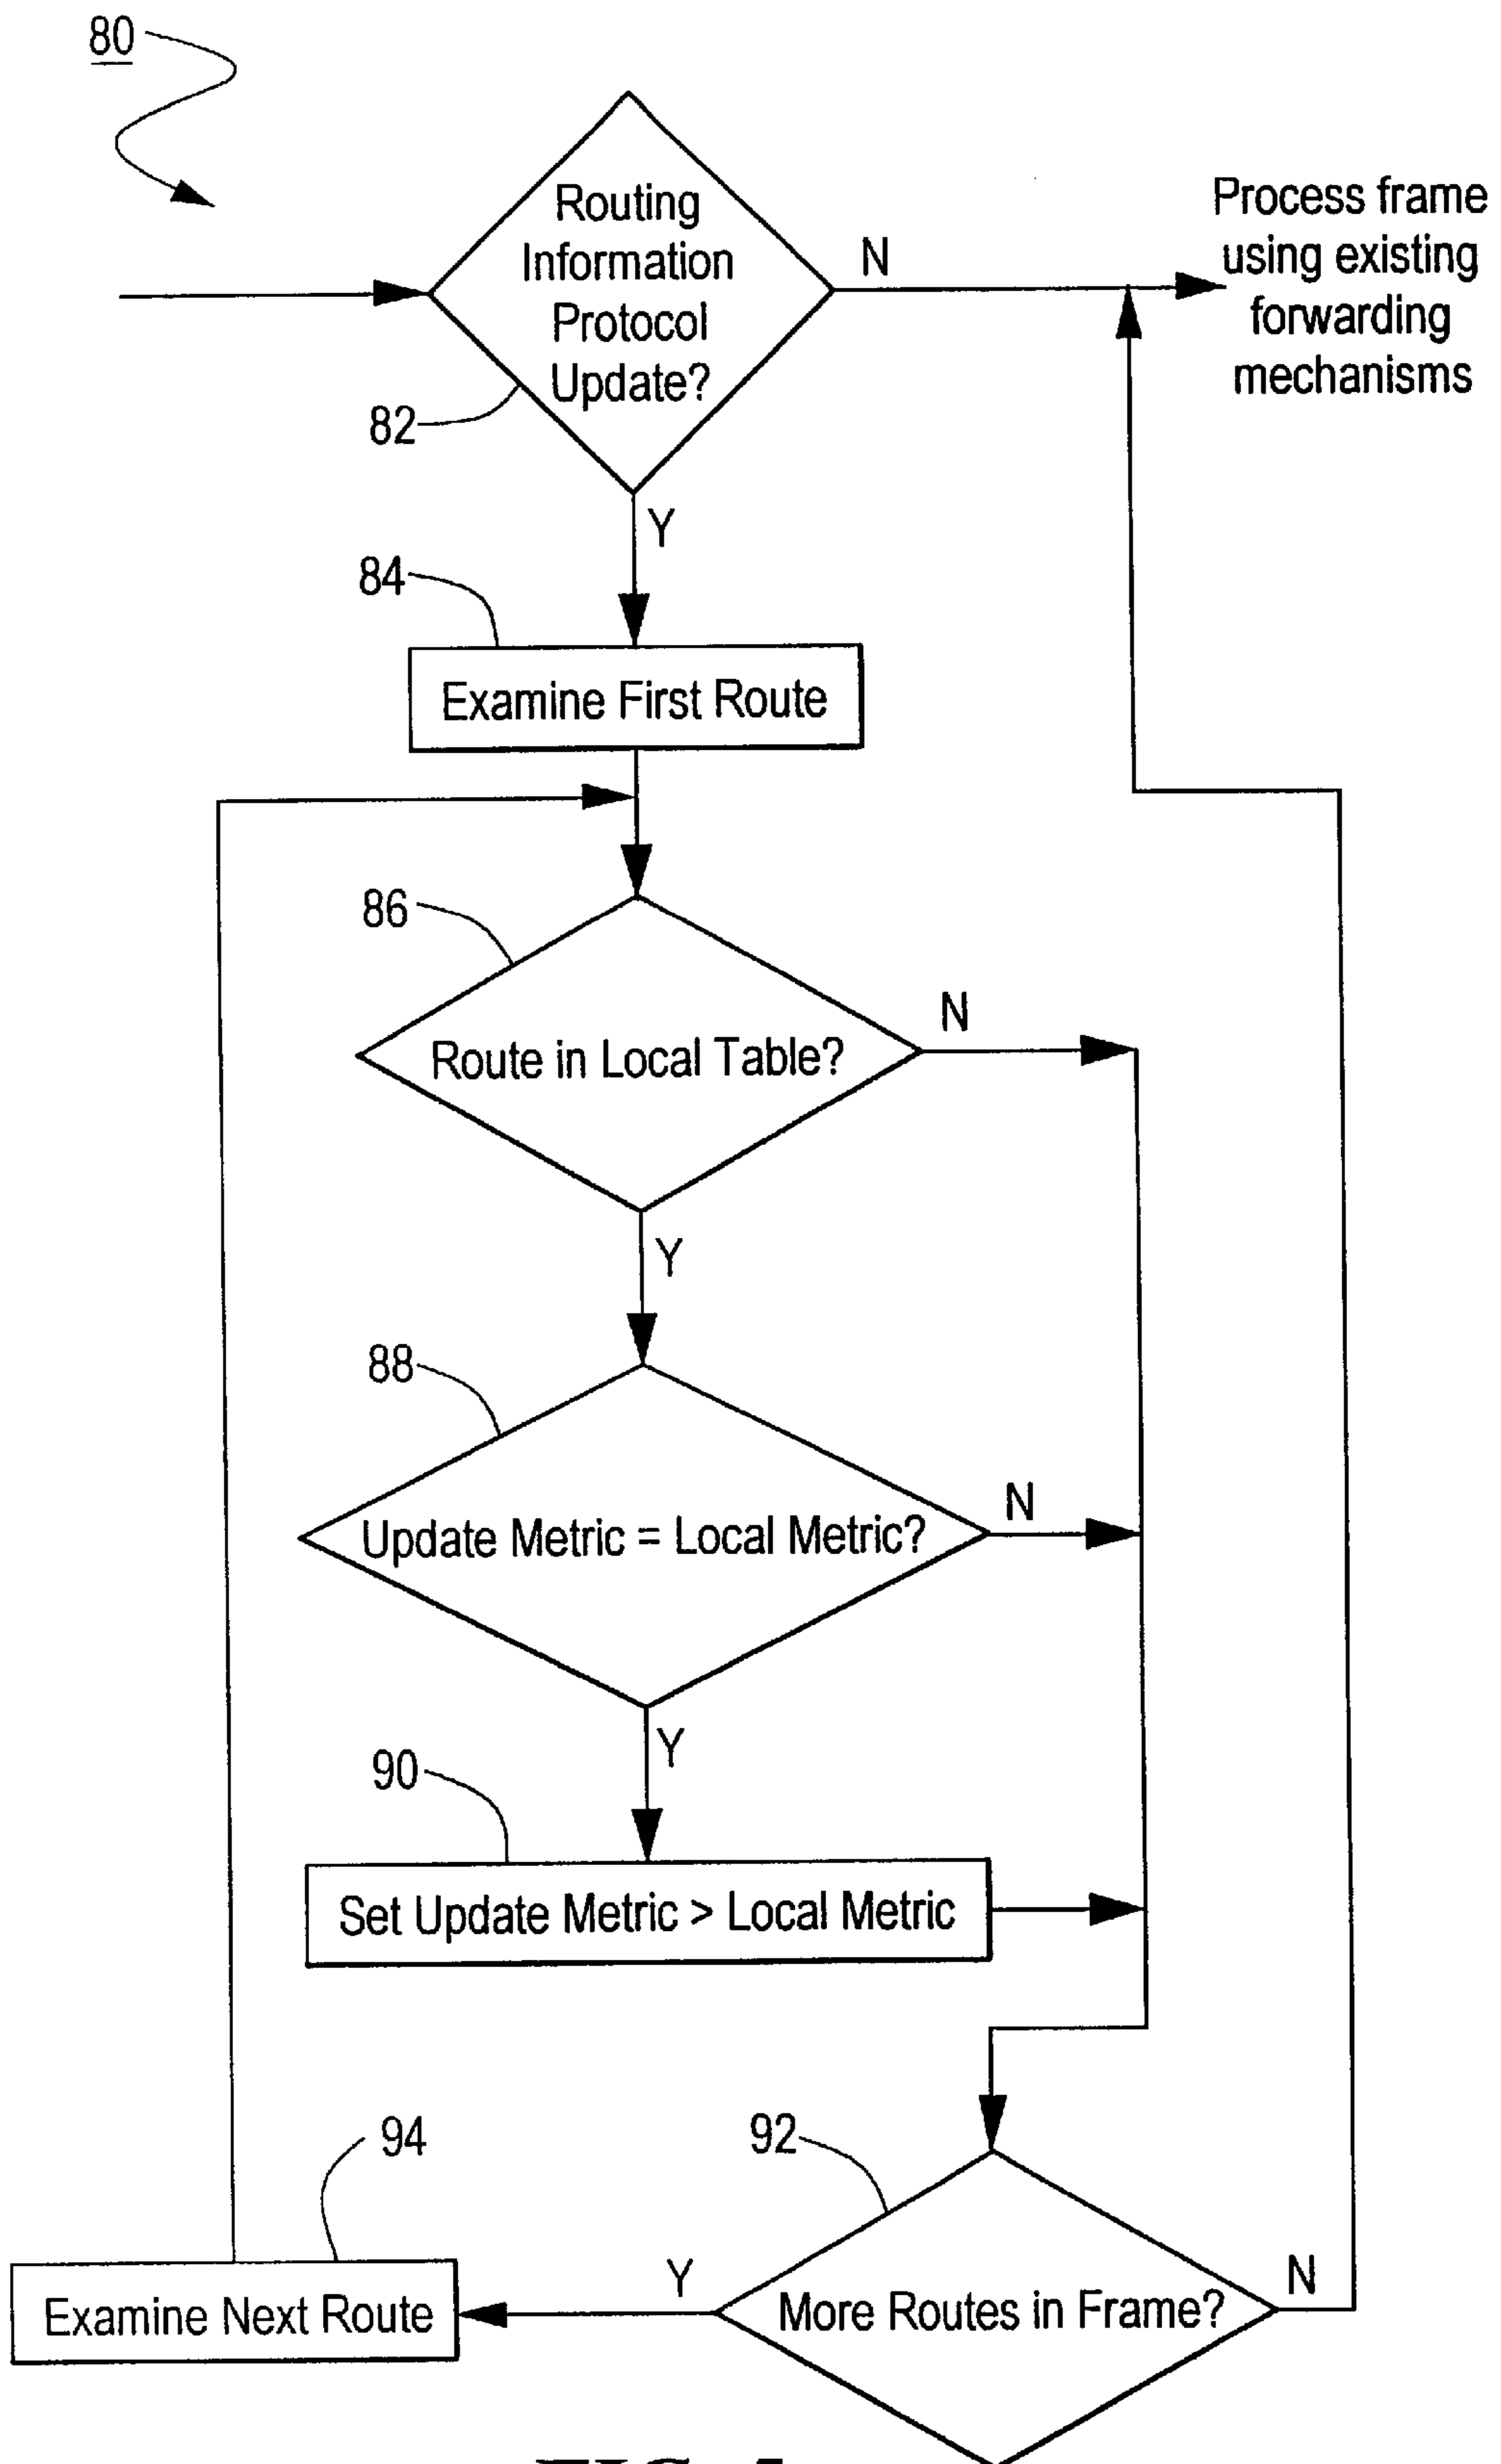 80
Routing
Information
Protocol
Update?
N
Process frame
using existing
forwarding
mechanisms
82
Y
84
Examine First Route
86
N
Route in Local Table?
Y
88
N
Update Metric = Local Metric?
Y
90
Set Update Metric > Local Metric
94
92
Y
N
Examine Next Route
More Routes in Frame?